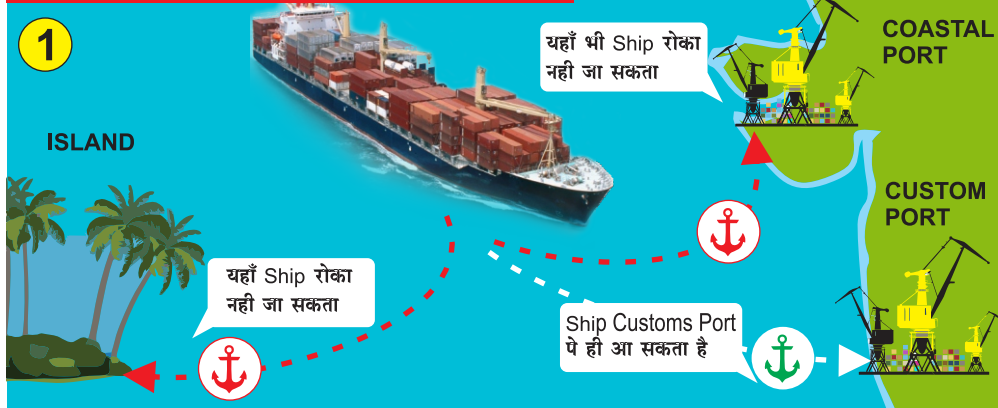 1
ISLAND
यहाँ Ship रोका
नही जा सकता
यहाँ भी Ship रोका
नही जा सकता
COASTAL
PORT
CUSTOM
PORT
Ship Customs Port
पे ही आ सकता है